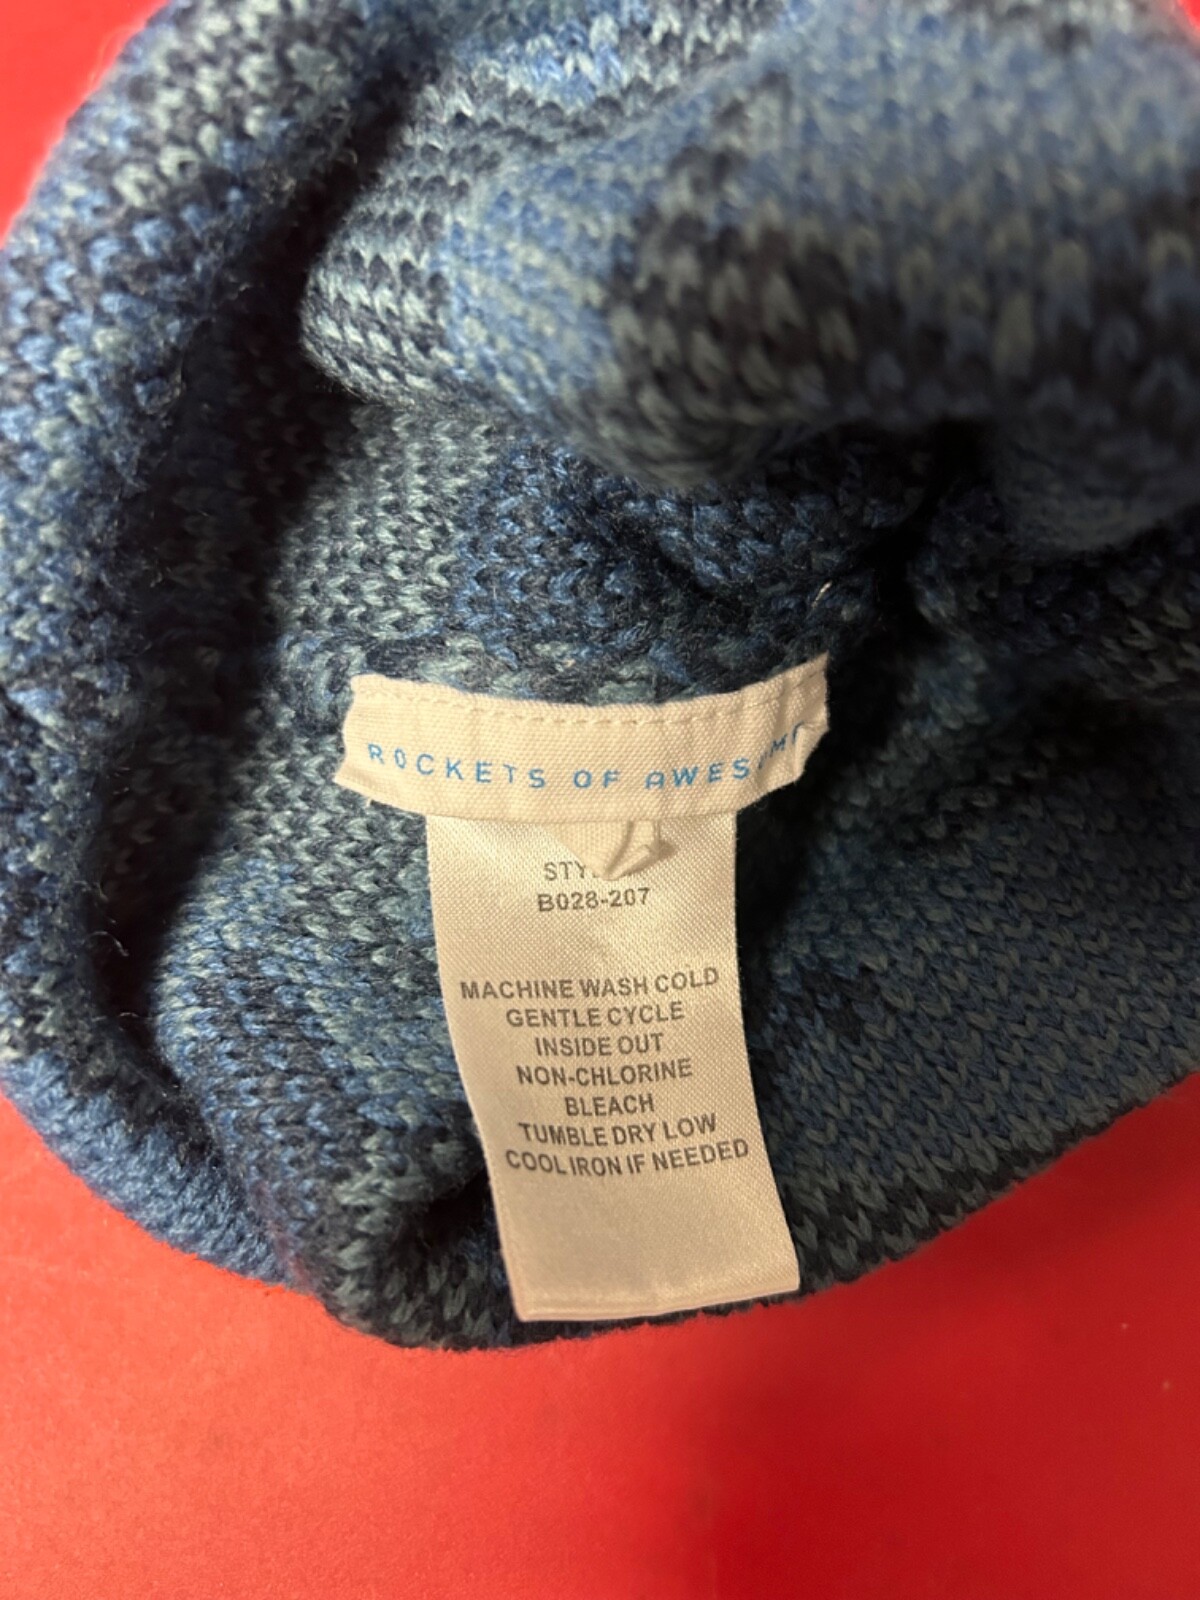 ROCKETS OF AWESOME
B028-207
MACHINE WASH COLD
GENTLE CYCLE
INSIDE OUT
NON-CHLORINE
BLEACH
TUMBLE DRY LOW
COOL IRON IF NEEDED